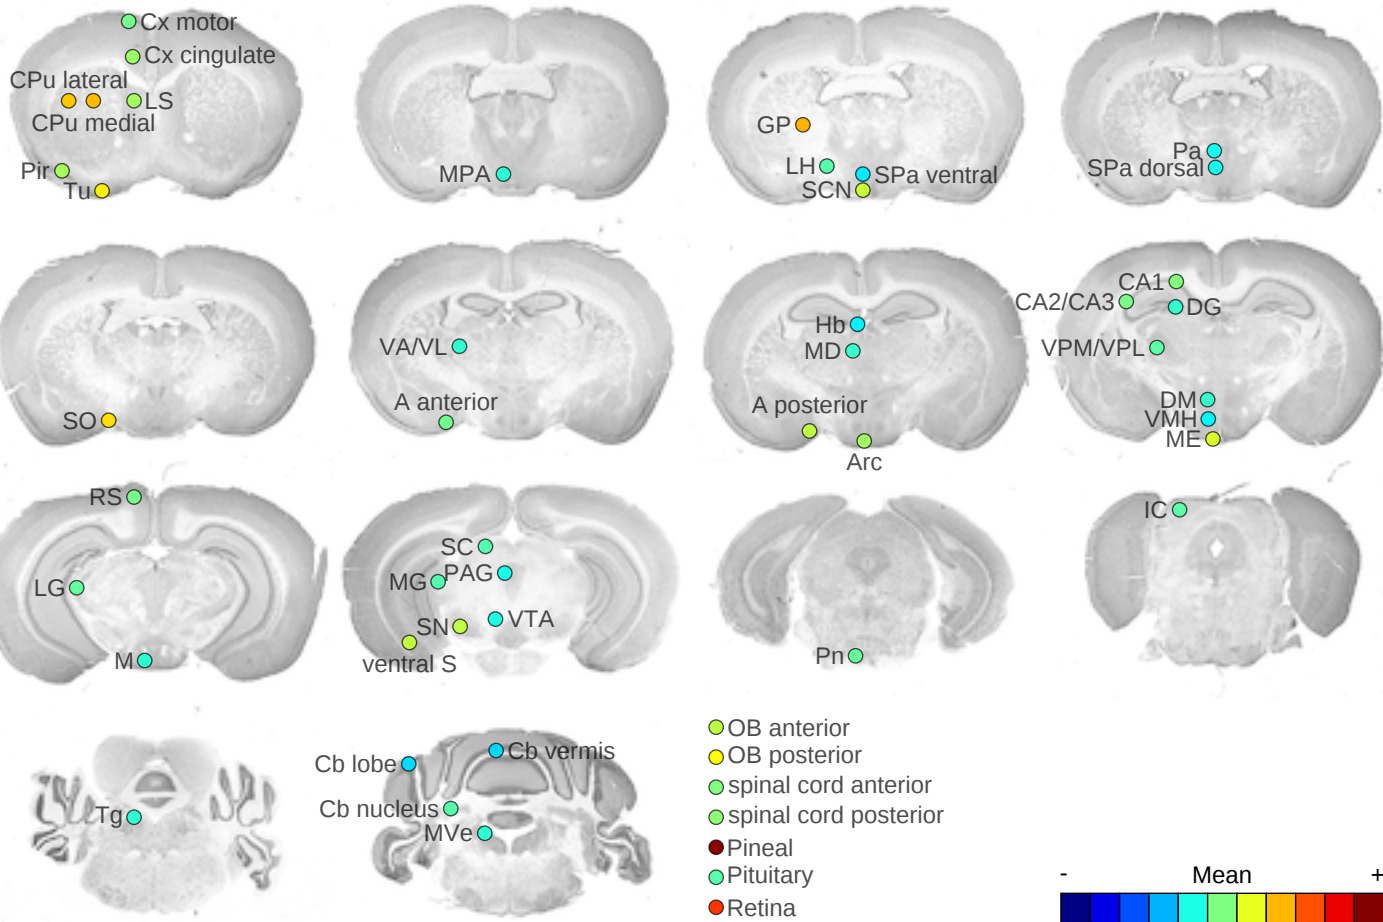 Cx motor
Cx cingulate
CPu lateral
LS
CPu medial
Pir
Tu
MPA
GP
LH
SPa ventral
SCN
Pa
SPa dorsal
SO
VA/VL
A anterior
Hb
MD
A posterior
Arc
CA1
CA2/CA3
DG
VPM/VPL
DM
VMH
ME
RS
LG
M
SC
MG
PAG
SN
VTA
ventral S
Pn
IC
Tg
Cb lobe
Cb vermis
Cb nucleus
MVe
OB anterior
OB posterior
spinal cord anterior
spinal cord posterior
Pineal
Pituitary
Retina
- Mean +